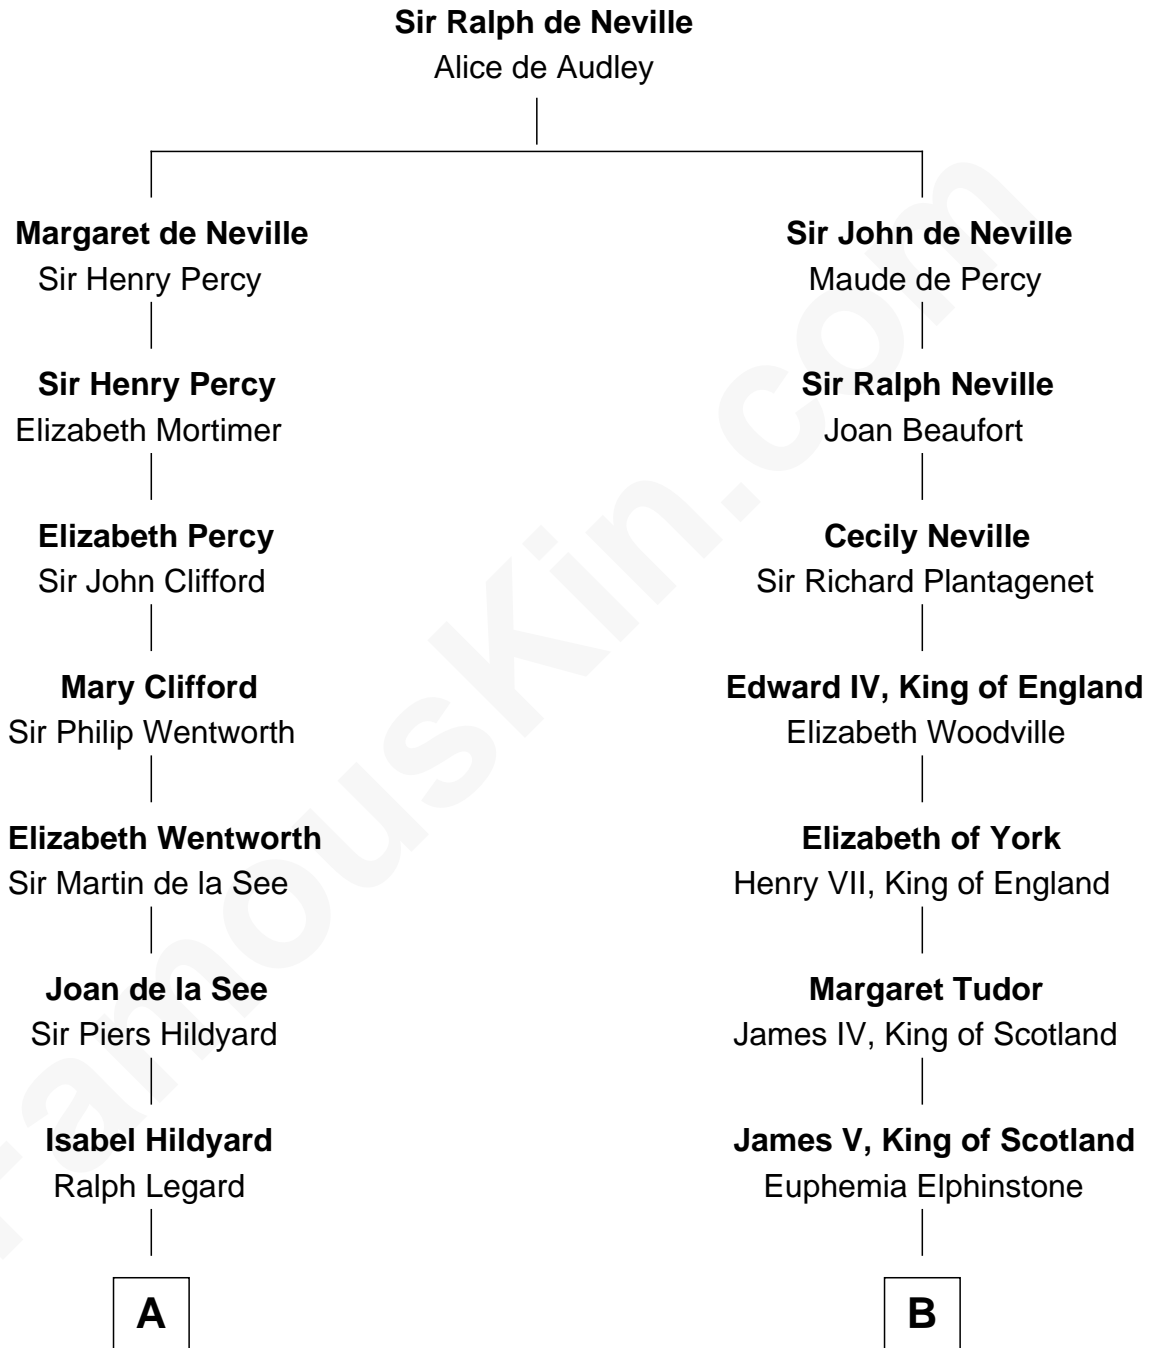 Sir Ralph de Neville
Alice de Audley
Margaret de Neville
Sir Henry Percy
Sir John de Neville
Maude de Percy
Sir Henry Percy
Elizabeth Mortimer
Sir Ralph Neville
Joan Beaufort
Elizabeth Percy
Sir John Clifford
Cecily Neville
Sir Richard Plantagenet
Mary Clifford
Sir Philip Wentworth
Edward IV, King of England
Elizabeth Woodville
Elizabeth Wentworth
Sir Martin de la See
Elizabeth of York
Henry VII, King of England
Joan de la See
Sir Piers Hildyard
Margaret Tudor
James IV, King of Scotland
Isabel Hildyard
Ralph Legard
James V, King of Scotland
Euphemia Elphinstone
A
B
FamousKin.com